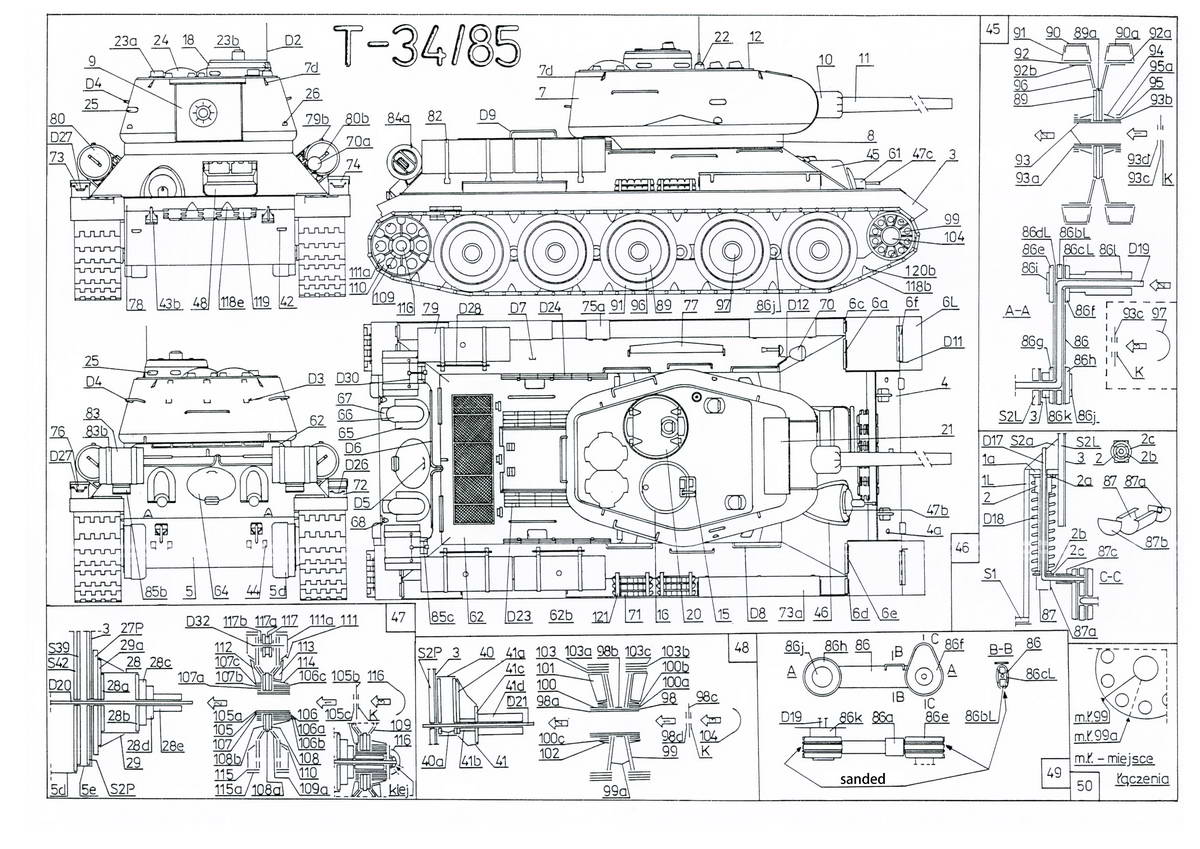 T-34/85
23a 24 18 23b D2
9 7d
D4
25 26
80 79b 80b
D27 70a
73 74
78 43b 48 118e 119 42
22 12
7d 10 11
7
D9
84a 82 8
45 61 47c 3
99
104
111a
110
109 120b
118b
116 79 D28 D7 D24 75a 91 96 89 77 97 86j D12 70 6c 6a 6f 6L
D11
4
21
47b
4a
25
D4 D3
83
83b 62
76
D27 72
85b 5 64 44 5d
D30
67
66
65
D6
D26
D5
68
85c 62 D23 62b 121 71 16 20 15 D8 73a 46 6d 6e
45
91 90 89a 90a 92a
92 94
92b 95a
96 95
89 93b
93 93d
93a 93c K
86dL 86bL
86e 86cL 86i D19
86i
A-A 86f 93c 97
86g 86
86h K
S2L 3 86k 86j
46
D17 S2a S2L 2c
1a 3 2 2b
1L 2a 87 87a
2
D18 87b
2b
2c 87c
S1 C-C
87
87a
47
3 27P
S39 29a
S42 28 28c
D20 28a
28b
28d 28e
29
5d 5e S2P
D32 117b 117a 117 111a 111
112 113
107c 114
107a 107b 106c 105b 116
105a 106 105c K
105 106a 109
107 106b 116
108b 108
115 110
115a 108a 109a klej
48
S2P 3 40 41a
41c
41d
D21
40a 41b 41
103 103a 98b 103c 103b
101 100b
100 100a
98a 98 98c
100c 98d 104
102 99 K
99a
49
86j 86h 86 B C 86f B-B 86
A A 86cL
B C
D19 86k 86a 86e 86bL
sanded
50
mł.99
mł.99a
mł. - miejsce
łączenia